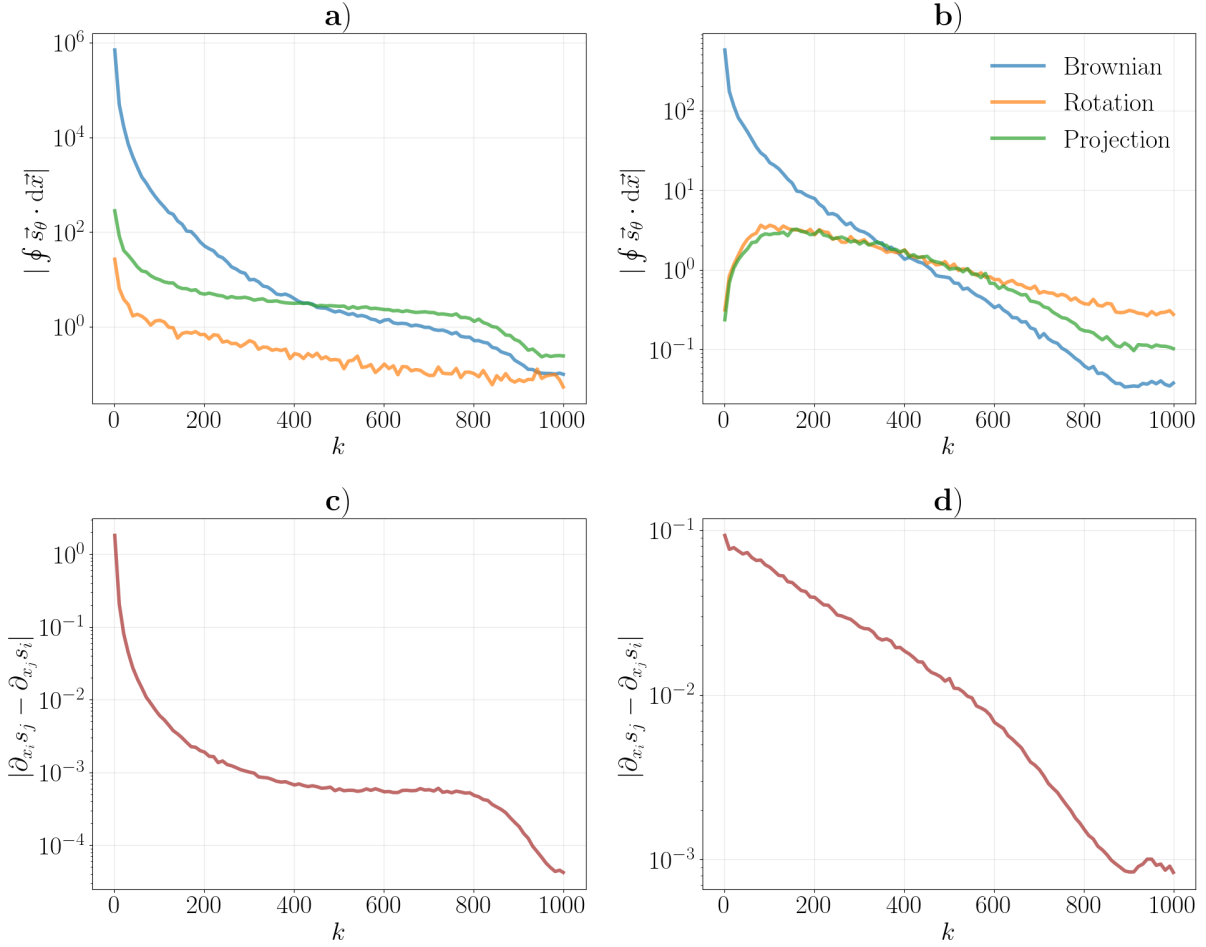 a)
10^6
10^4
10^2
10^0
|∮ s⃗_θ · dx⃗|
0 200 400 600 800 1000
k
b)
10^2
10^1
10^0
10^−1
|∮ s⃗_θ · dx⃗|
Brownian
Rotation
Projection
0 200 400 600 800 1000
k
c)
10^0
10^−1
10^−2
10^−3
10^−4
|∂_{x_i} s_j − ∂_{x_j} s_i|
0 200 400 600 800 1000
k
d)
10^−1
10^−2
10^−3
|∂_{x_i} s_j − ∂_{x_j} s_i|
0 200 400 600 800 1000
k